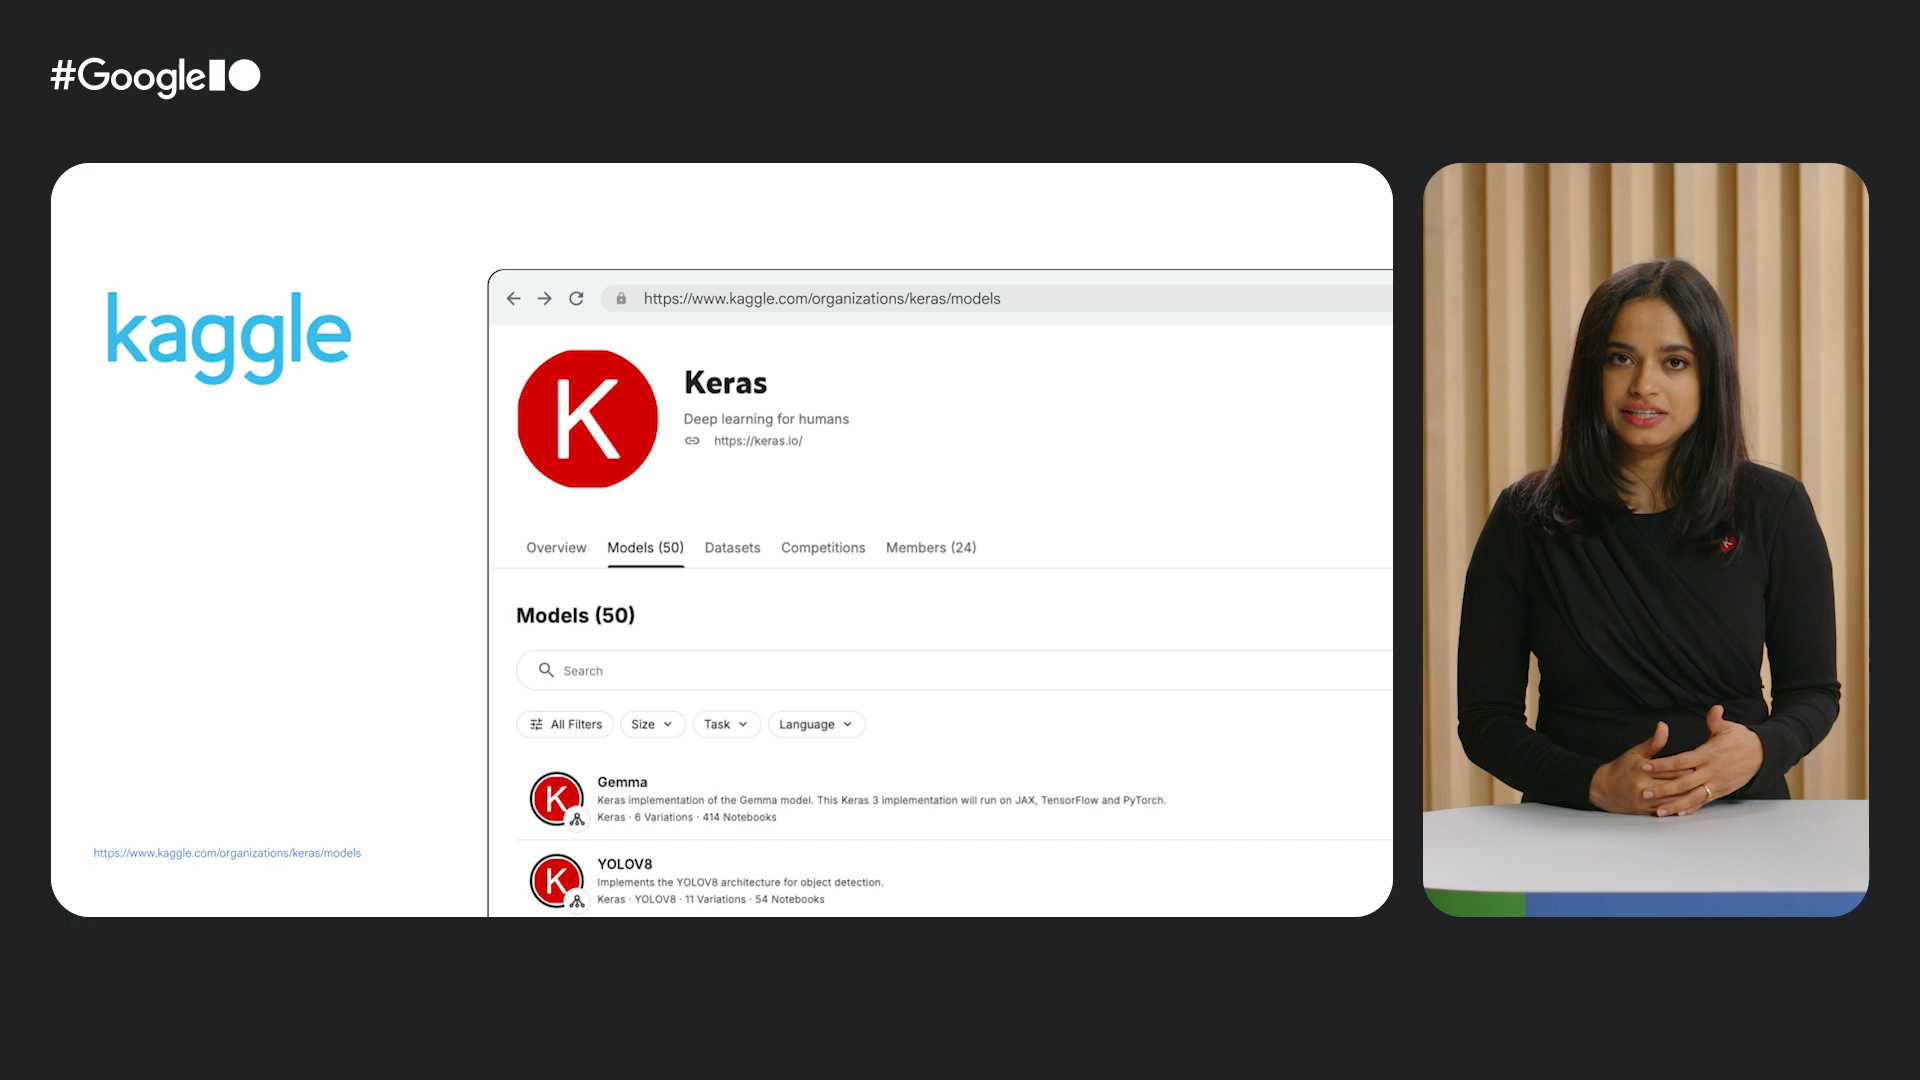 #GoogleIO
kaggle
https://www.kaggle.com/organizations/keras/models
https://www.kaggle.com/organizations/keras/models
K
Keras
Deep learning for humans
https://keras.io/
Overview Models (50) Datasets Competitions Members (24)
Models (50)
Search
All Filters Size Task Language
K
Gemma
Keras implementation of the Gemma model. This Keras 3 implementation will run on JAX, TensorFlow and PyTorch.
Keras · 6 Variations · 414 Notebooks
K
YOLOV8
Implements the YOLOV8 architecture for object detection.
Keras · YOLOV8 · 11 Variations · 54 Notebooks
K